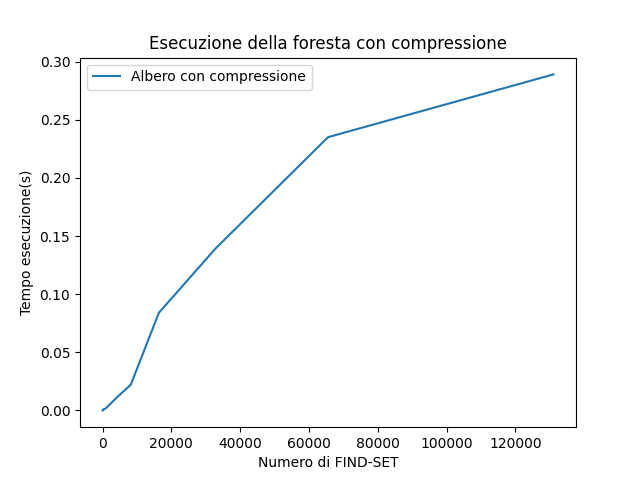 Esecuzione della foresta con compressione
Albero con compressione
0.30
0.25
0.20
0.15
0.10
0.05
0.00
Tempo esecuzione(s)
0 20000 40000 60000 80000 100000 120000
Numero di FIND-SET